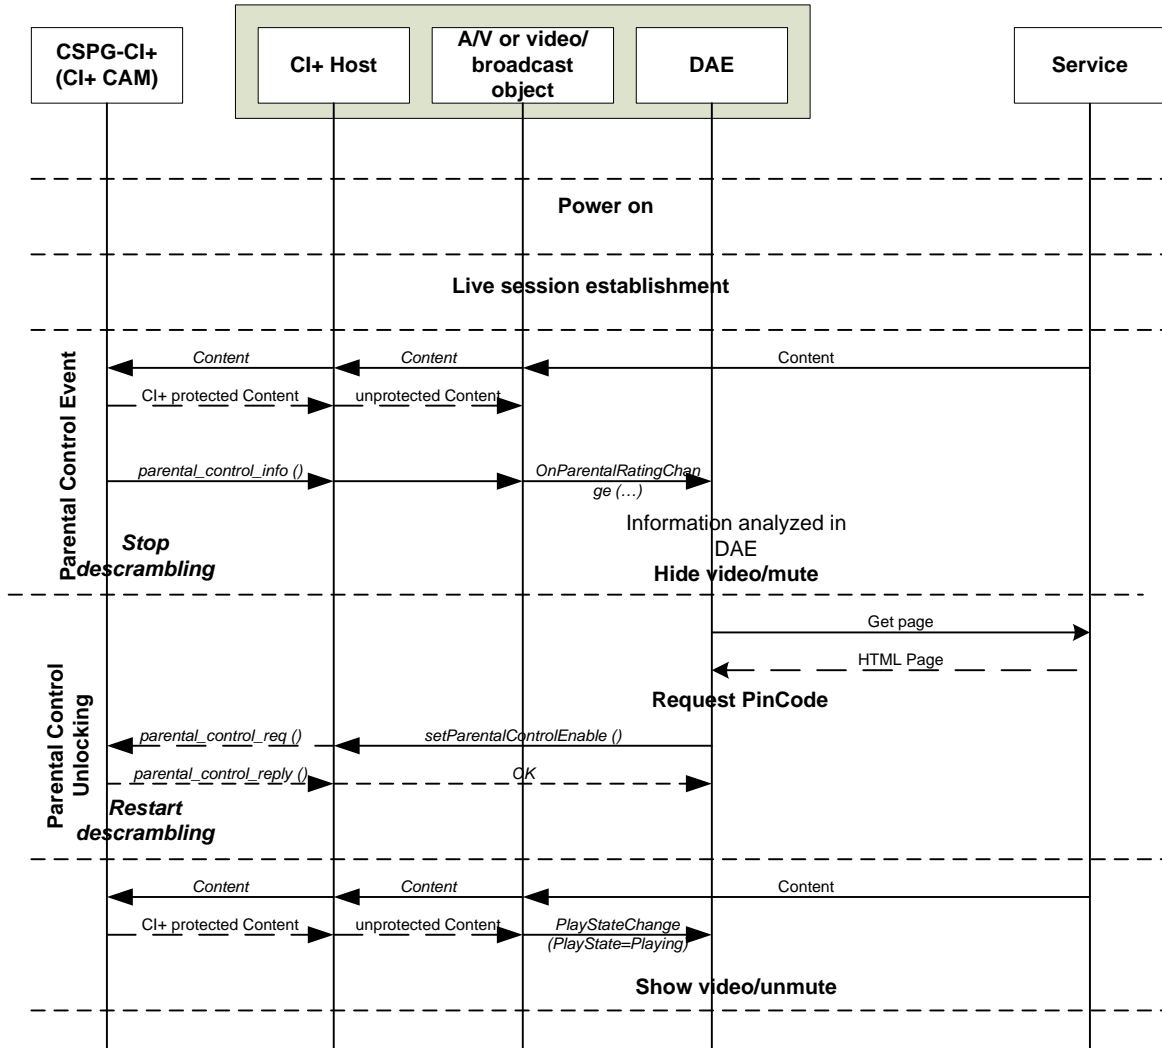 CSPG-CI+
(CI+ CAM)
CI+ Host
A/V or video/
broadcast
object
DAE
Service
Power on
Live session establishment
Parental Control Event
Content
Content
Content
CI+ protected Content
unprotected Content
parental_control_info ()
OnParentalRatingChan
ge (…)
Information analyzed in
DAE
Stop
descrambling
Hide video/mute
Parental Control
Unlocking
Get page
HTML Page
Request PinCode
parental_control_req ()
setParentalControlEnable ()
parental_control_reply ()
OK
Restart
descrambling
Content
Content
Content
CI+ protected Content
unprotected Content
PlayStateChange
(PlayState=Playing)
Show video/unmute